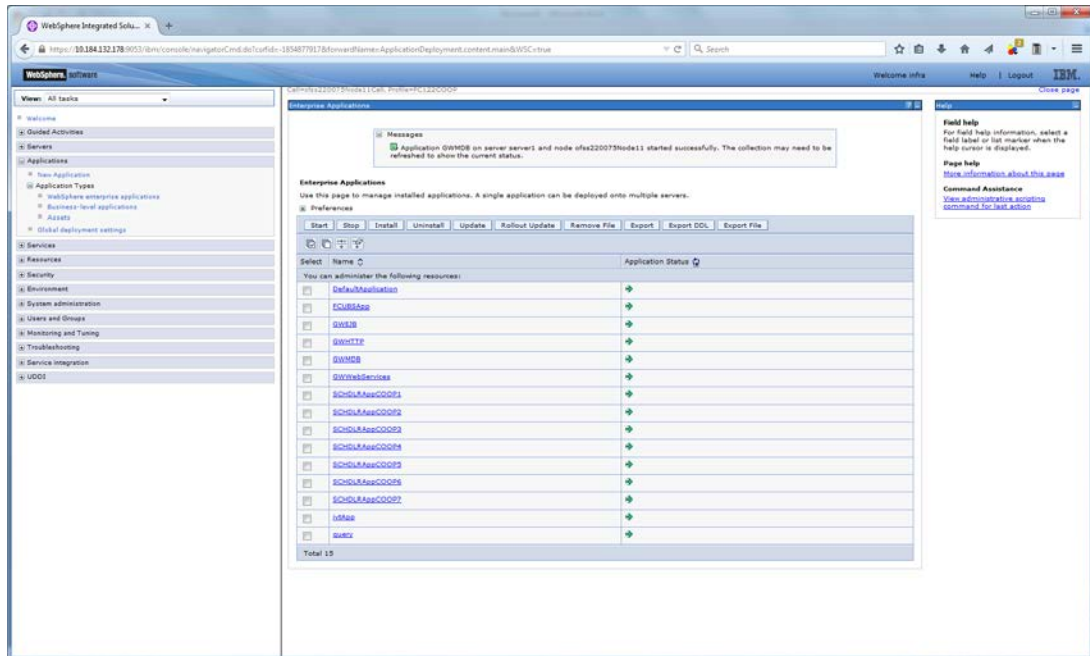 WebSphere Integrated Solu... × +
https://10.184.132.178:9053/ibm/console/navigatorCmd.do?curfid=-1854877917&forwardName=ApplicationDeployment.content.main&WSC=true
Search
WebSphere. software
Welcome infra
Help | Logout
IBM.
View: All tasks
Welcome
Guided Activities
Servers
Applications
New Application
Application Types
WebSphere enterprise applications
Business-level applications
Assets
Global deployment settings
Services
Resources
Security
Environment
System administration
Users and Groups
Monitoring and Tuning
Troubleshooting
Service integration
UDDI
Cell=ofss220075Node11Cell, Profile=FC122COOP
Close page
Enterprise Applications
Messages
Application GWMDB on server server1 and node ofss220075Node11 started successfully. The collection may need to be
refreshed to show the current status.
Enterprise Applications
Use this page to manage installed applications. A single application can be deployed onto multiple servers.
Preferences
Start Stop Install Uninstall Update Rollout Update Remove File Export Export DDL Export File
Select Name Application Status
You can administer the following resources:
DefaultApplication
FCUBSApp
GWEJB
GWHTTP
GWMDB
GWWebServices
SCHDLRAppCOOP1
SCHDLRAppCOOP2
SCHDLRAppCOOP3
SCHDLRAppCOOP4
SCHDLRAppCOOP5
SCHDLRAppCOOP6
SCHDLRAppCOOP7
ivtApp
query
Total 15
Help
Field help
For field help information, select a
field label or list marker when the
help cursor is displayed.
Page help
More information about this page
Command Assistance
View administrative scripting
command for last action